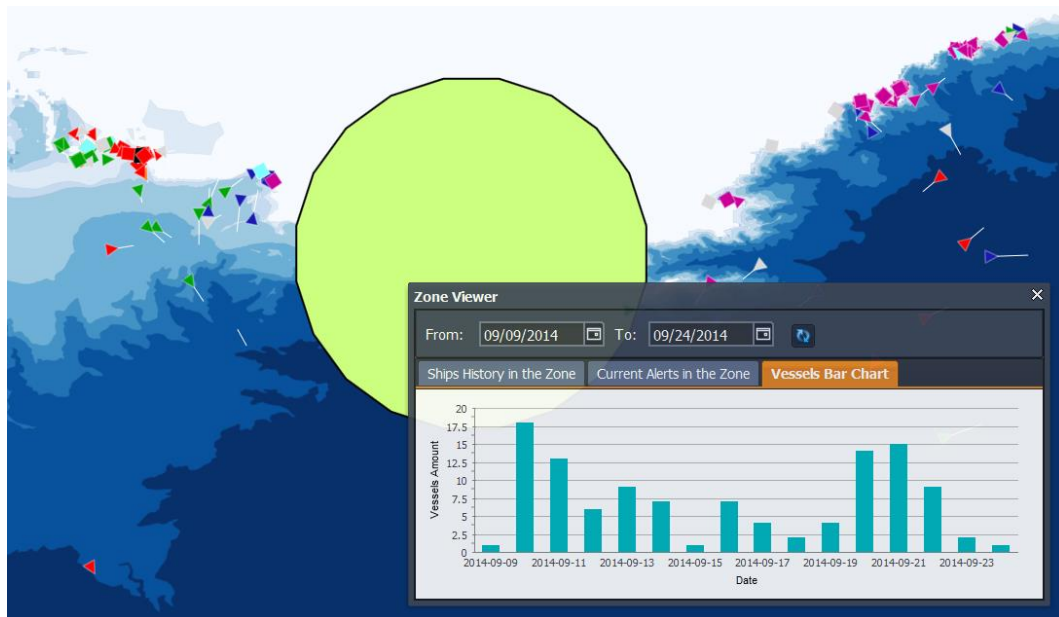 Zone Viewer
From: 09/09/2014 To: 09/24/2014
Ships History in the Zone Current Alerts in the Zone Vessels Bar Chart
Vessels Amount
20
17.5
15
12.5
10
7.5
5
2.5
0
2014-09-09 2014-09-11 2014-09-13 2014-09-15 2014-09-17 2014-09-19 2014-09-21 2014-09-23
Date